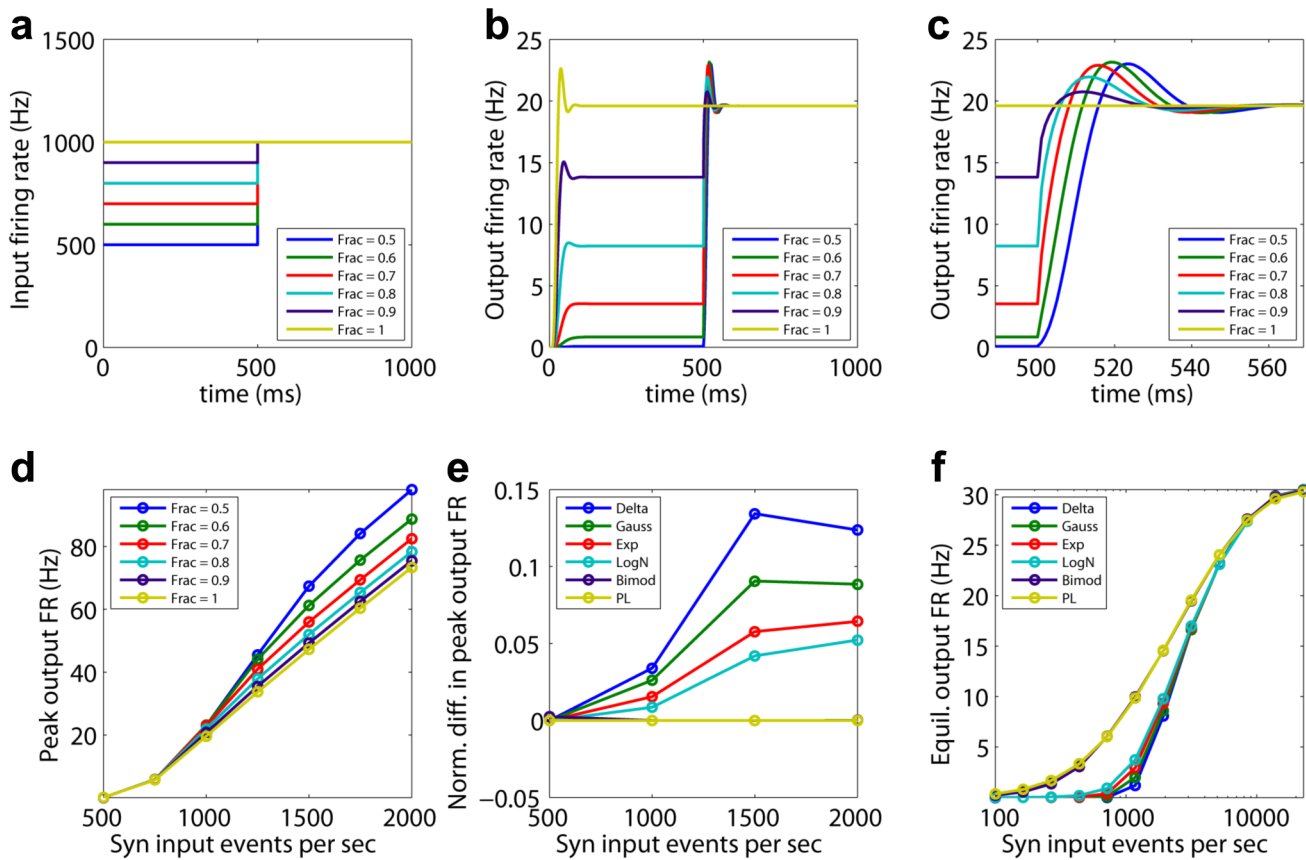 a
1500
1000
500
0
Input firing rate (Hz)
Frac = 0.5
Frac = 0.6
Frac = 0.7
Frac = 0.8
Frac = 0.9
Frac = 1
0
500
1000
time (ms)
b
25
20
15
10
5
0
Output firing rate (Hz)
Frac = 0.5
Frac = 0.6
Frac = 0.7
Frac = 0.8
Frac = 0.9
Frac = 1
0
500
1000
time (ms)
c
25
20
15
10
5
0
Output firing rate (Hz)
Frac = 0.5
Frac = 0.6
Frac = 0.7
Frac = 0.8
Frac = 0.9
Frac = 1
500
520
540
560
time (ms)
d
80
60
40
20
Peak output FR (Hz)
Frac = 0.5
Frac = 0.6
Frac = 0.7
Frac = 0.8
Frac = 0.9
Frac = 1
500
1000
1500
2000
Syn input events per sec
e
0.15
0.1
0.05
0
−0.05
Norm. diff. in peak output FR
Delta
Gauss
Exp
LogN
Bimod
PL
500
1000
1500
2000
Syn input events per sec
f
30
25
20
15
10
5
Equil. output FR (Hz)
Delta
Gauss
Exp
LogN
Bimod
PL
100
1000
10000
Syn input events per sec